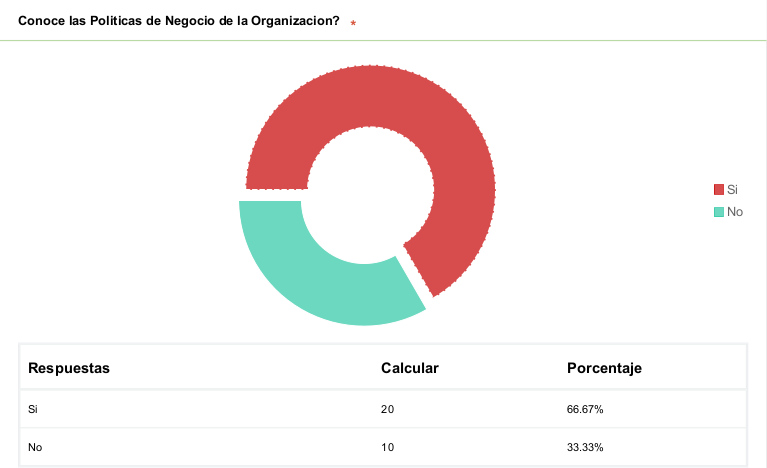 Conoce las Politicas de Negocio de la Organizacion? *
Si
No
Respuestas Calcular Porcentaje
Si 20 66.67%
No 10 33.33%